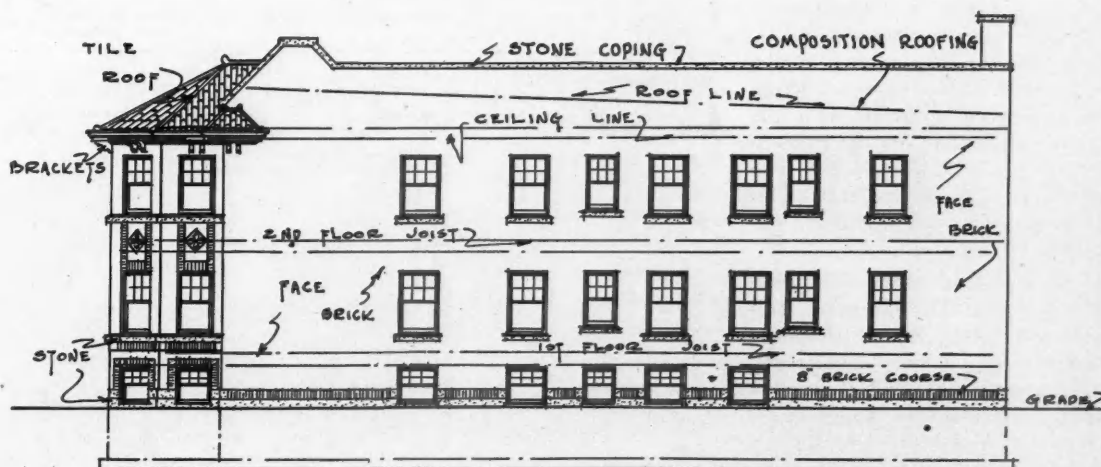 TILE
ROOF
STONE COPING
COMPOSITION ROOFING
ROOF LINE
CEILING LINE
BRACKETS
FACE
BRICK
2ND FLOOR JOIST
FACE
BRICK
STONE
1ST FLOOR JOIST
8" BRICK COURSE
GRADE